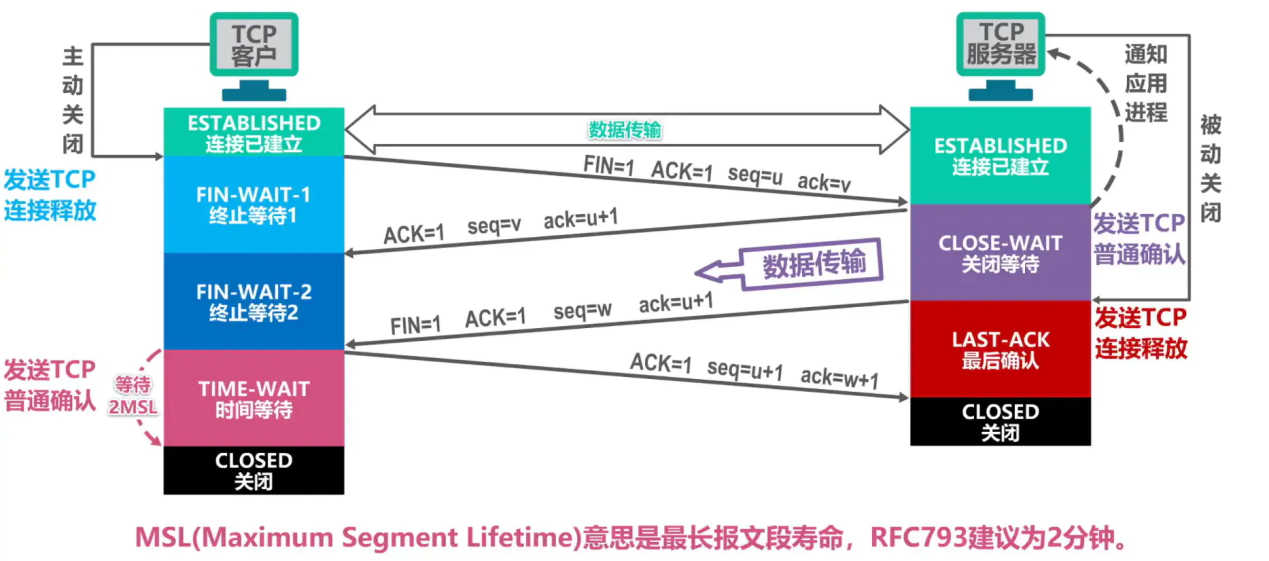 TCP
客户
TCP
服务器
主动关闭
通知
应用
进程
被动关闭
ESTABLISHED
连接已建立
数据传输
ESTABLISHED
连接已建立
FIN=1 ACK=1 seq=u ack=v
发送TCP
连接释放
FIN-WAIT-1
终止等待1
ACK=1 seq=v ack=u+1
CLOSE-WAIT
关闭等待
发送TCP
普通确认
数据传输
FIN-WAIT-2
终止等待2
FIN=1 ACK=1 seq=w ack=u+1
LAST-ACK
最后确认
发送TCP
连接释放
发送TCP
普通确认
等待
2MSL
TIME-WAIT
时间等待
ACK=1 seq=u+1 ack=w+1
CLOSED
关闭
CLOSED
关闭
MSL(Maximum Segment Lifetime)意思是最长报文段寿命，RFC793建议为2分钟。